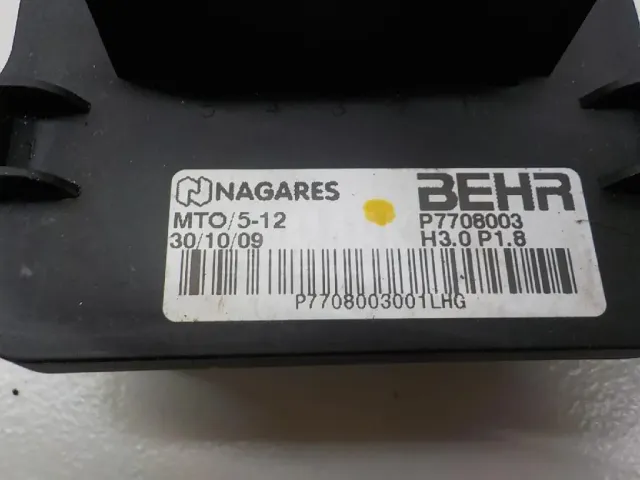 NAGARES BEHR
MTO/5-12 P7708003
30/10/09 H3.0 P1.8
P7708003001LHG